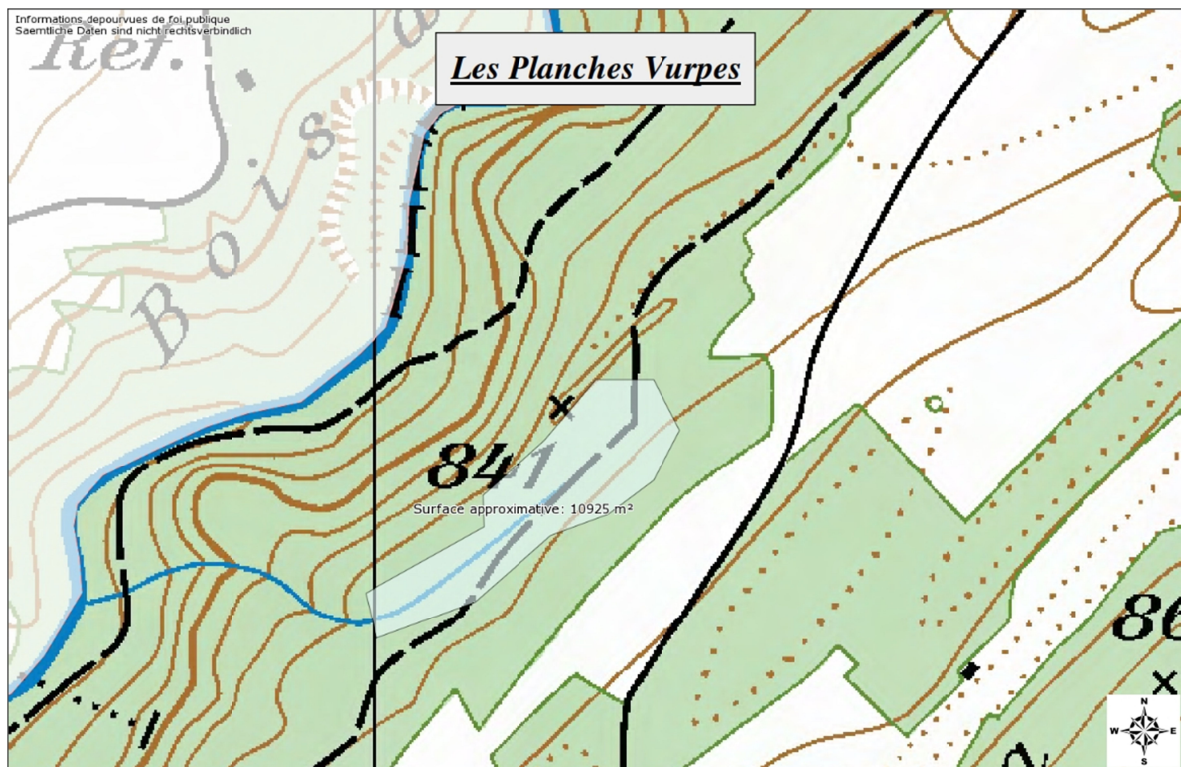 Informations depourvues de foi publique
Saemtliche Daten sind nicht rechtsverbindlich
Ref.
Les Planches Vurpes
Bois
841
Surface approximative: 10925 m²
86
N
W E
S